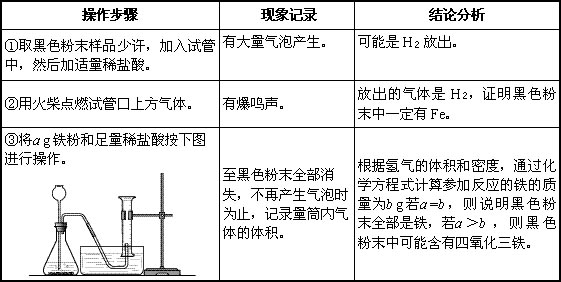 操作步骤
现象记录
结论分析
①取黑色粉末样品少许，加入试管
中，然后加适量稀盐酸。
有大量气泡产生。
可能是H₂放出。
②用火柴点燃试管口上方气体。
有爆鸣声。
放出的气体是H₂，证明黑色粉
末中一定有Fe。
③将a g铁粉和足量稀盐酸按下图
进行操作。
至黑色粉末全部消
失，不再产生气泡时
为止，记录量筒内气
体的体积。
根据氢气的体积和密度，通过化
学方程式计算参加反应的铁的质
量为b g若a=b，则说明黑色粉
末全部是铁，若a＞b ，则黑色
粉末中可能含有四氧化三铁。